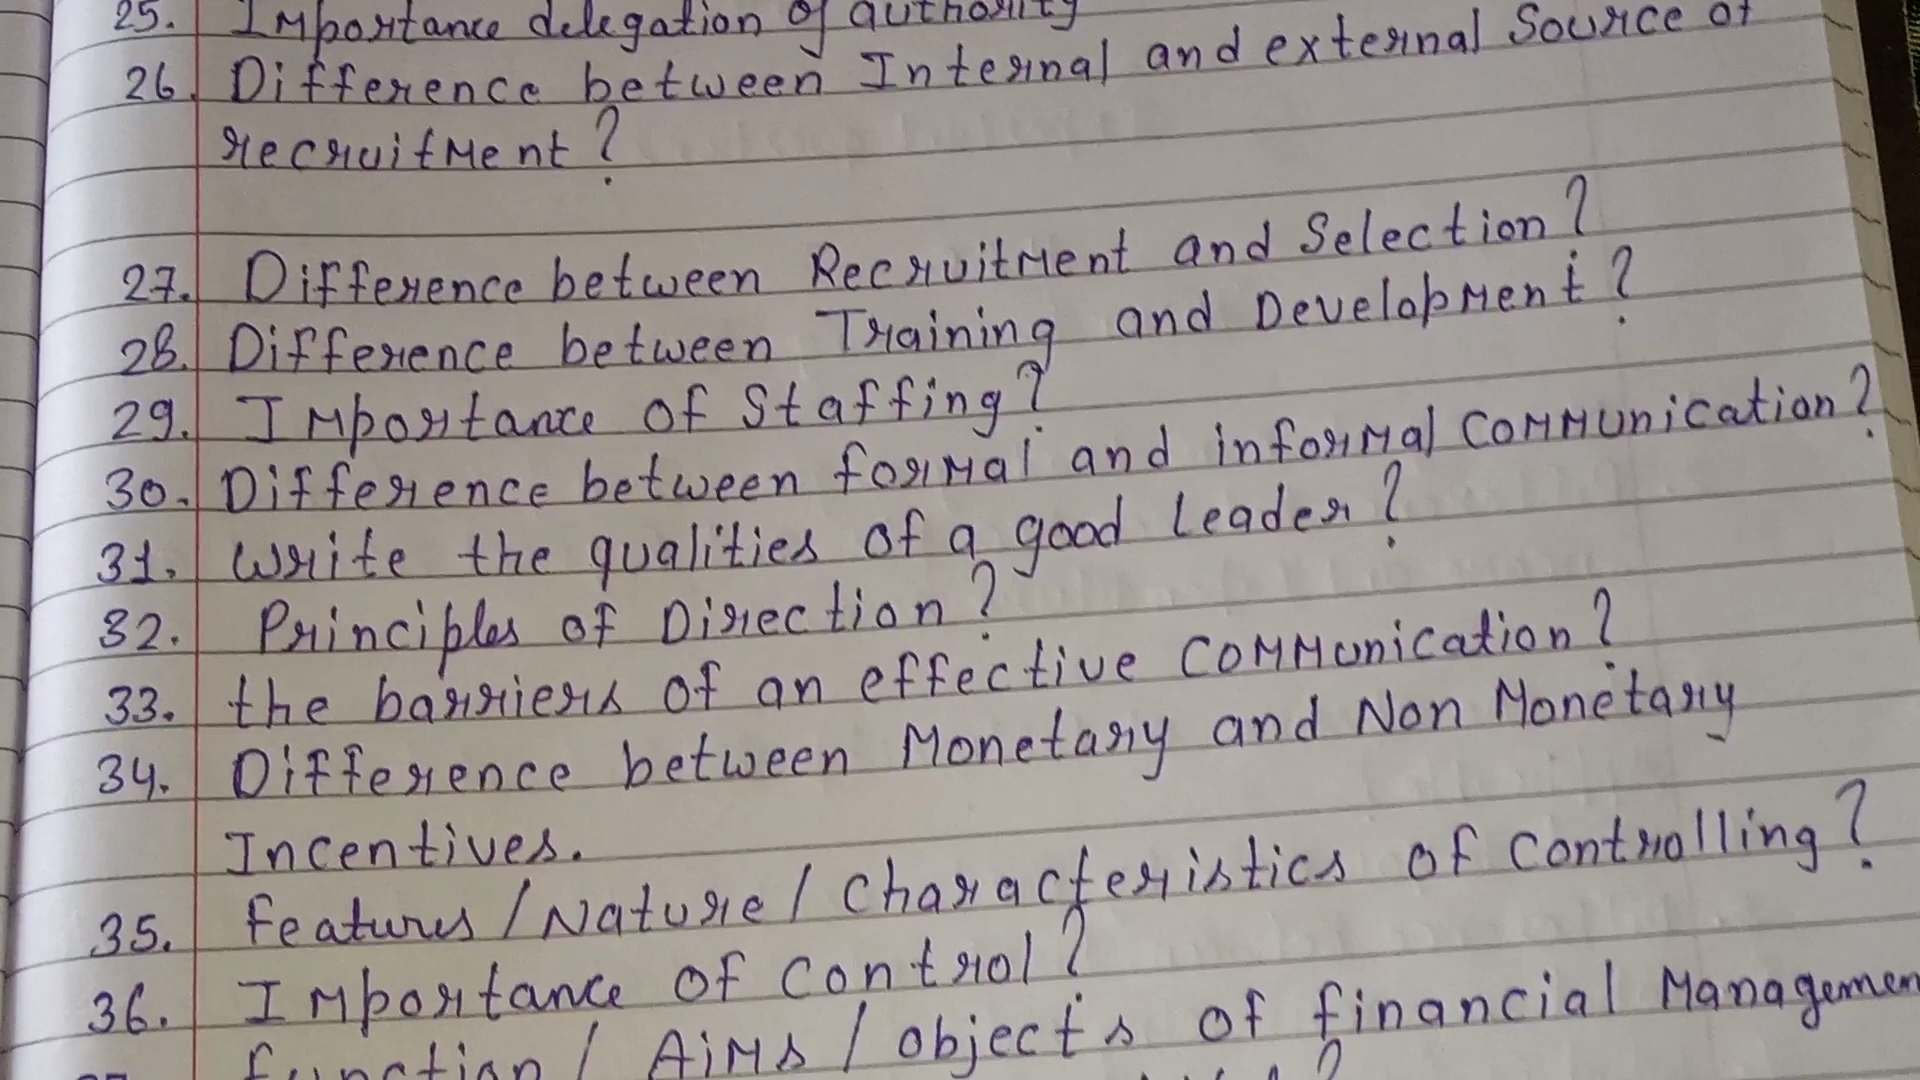 25. Importance delegation of authority
26. Difference between Internal and external Source of
recruitment?
27. Difference between Recruitment and Selection?
28. Difference between Training and Development?
29. Importance of Staffing?
30. Difference between formal and informal Communication?
31. Write the qualities of a good Leader?
32. Principles of Direction?
33. the barriers of an effective Communication?
34. Difference between Monetary and Non Monetary
Incentives.
35. features / Nature / Characteristics of Controlling?
36. Importance of Control?
function / Aims / objects of financial Managemen